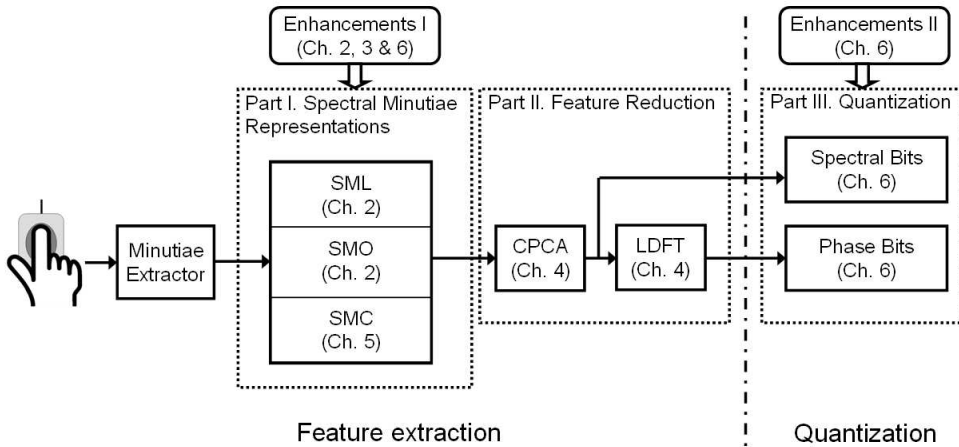 Enhancements I
(Ch. 2, 3 & 6)
Enhancements II
(Ch. 6)
Part I. Spectral Minutiae
Representations
Part II. Feature Reduction
Part III. Quantization
SML
(Ch. 2)
SMO
(Ch. 2)
SMC
(Ch. 5)
Minutiae
Extractor
CPCA
(Ch. 4)
LDFT
(Ch. 4)
Spectral Bits
(Ch. 6)
Phase Bits
(Ch. 6)
Feature extraction
Quantization